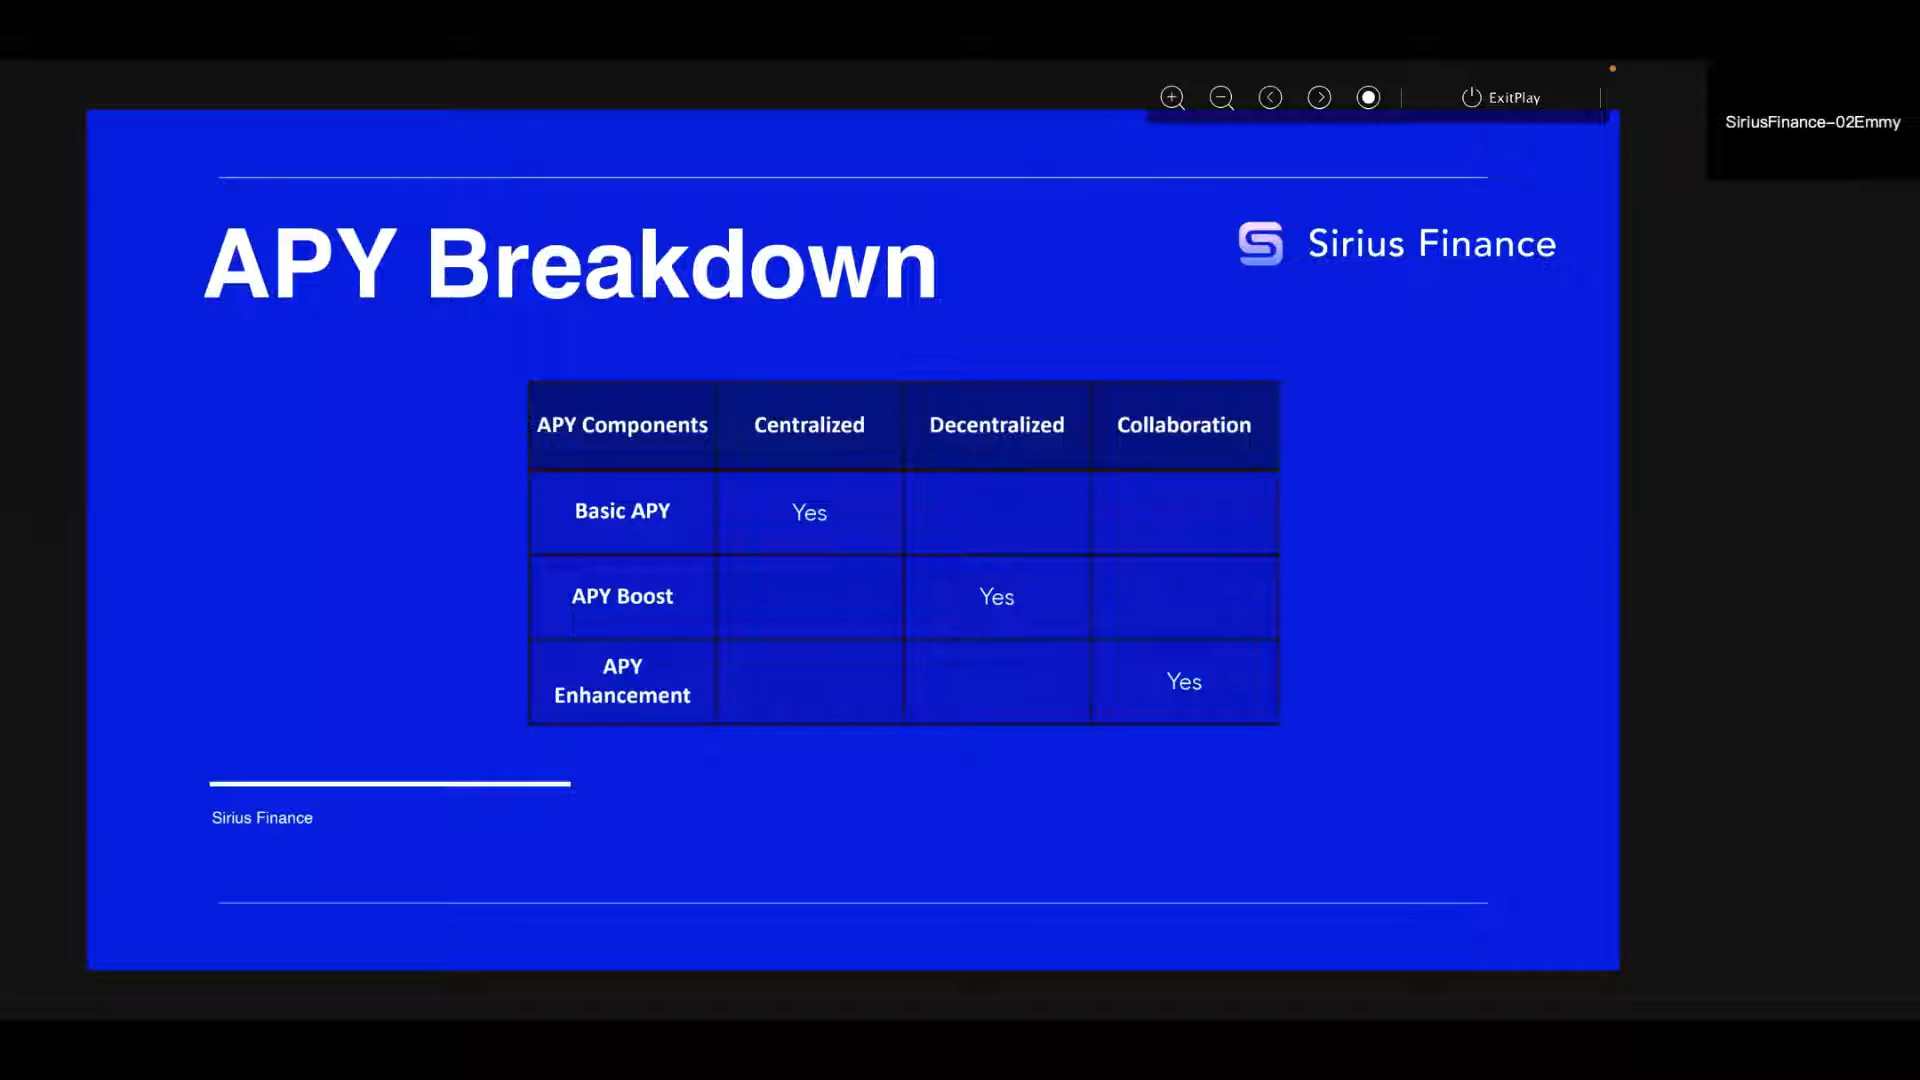 ExitPlay
SiriusFinance-02Emmy
APY Breakdown
Sirius Finance
APY Components Centralized Decentralized Collaboration
Basic APY Yes
APY Boost Yes
APY
Enhancement Yes
Sirius Finance